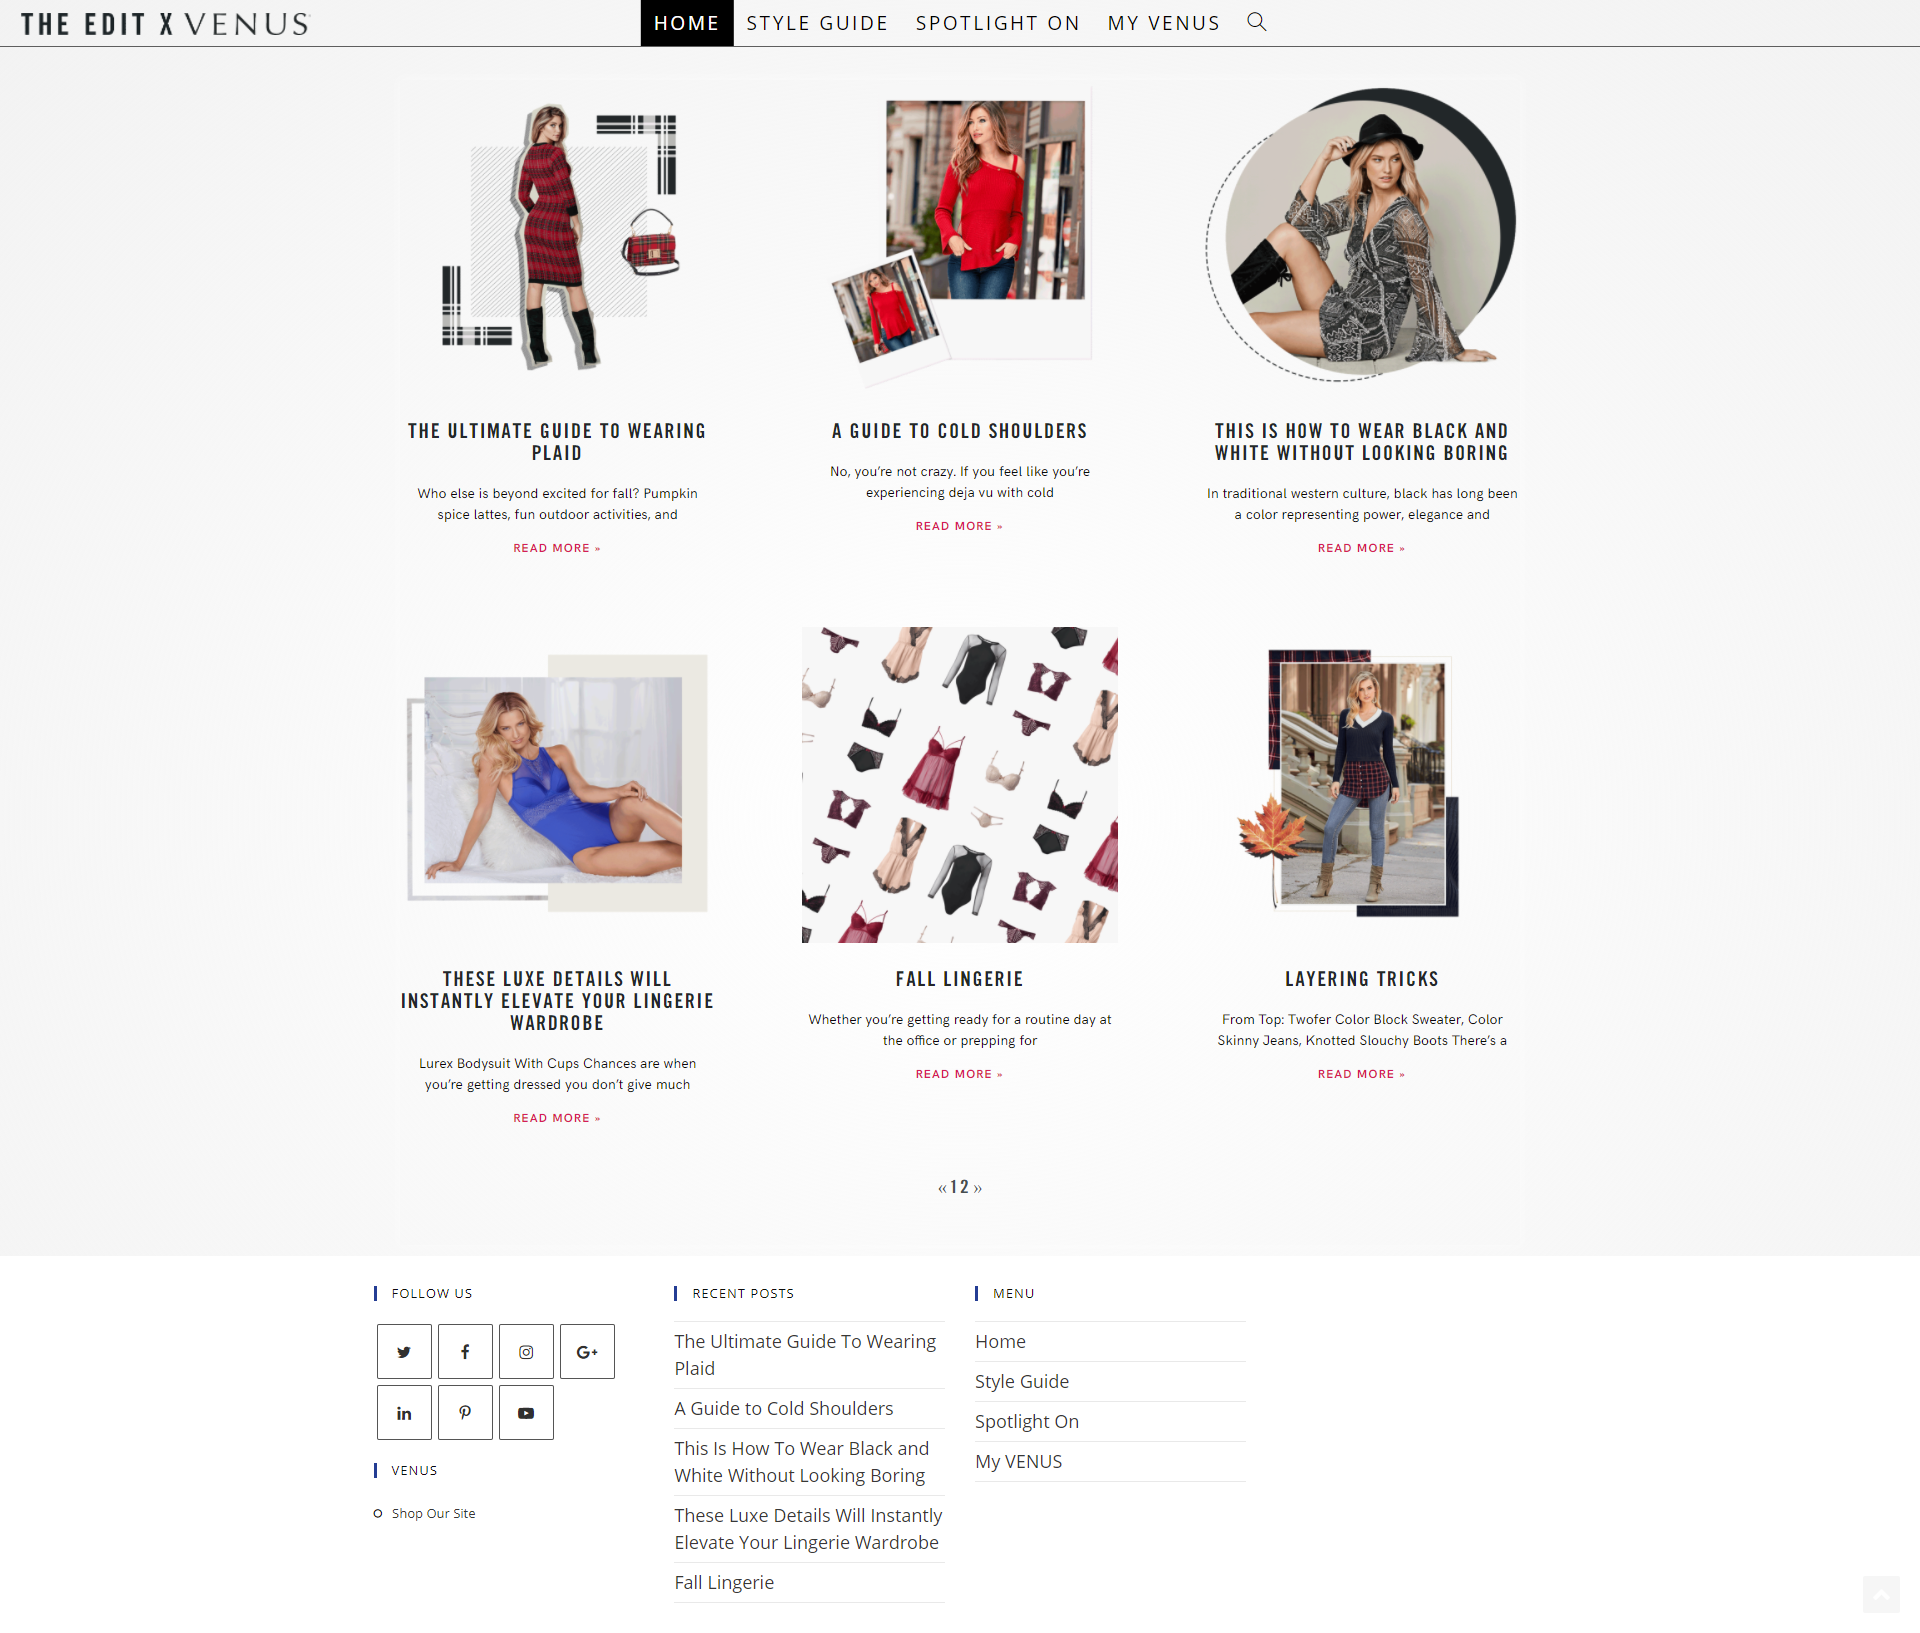 THE EDIT X VENUS
HOME STYLE GUIDE SPOTLIGHT ON MY VENUS
THE ULTIMATE GUIDE TO WEARING
PLAID
Who else is beyond excited for fall? Pumpkin
spice lattes, fun outdoor activities, and
READ MORE »
A GUIDE TO COLD SHOULDERS
No, you’re not crazy. If you feel like you’re
experiencing deja vu with cold
READ MORE »
THIS IS HOW TO WEAR BLACK AND
WHITE WITHOUT LOOKING BORING
In traditional western culture, black has long been
a color representing power, elegance and
READ MORE »
THESE LUXE DETAILS WILL
INSTANTLY ELEVATE YOUR LINGERIE
WARDROBE
Lurex Bodysuit With Cups Chances are when
you’re getting dressed you don’t give much
READ MORE »
FALL LINGERIE
Whether you’re getting ready for a routine day at
the office or prepping for
READ MORE »
LAYERING TRICKS
From Top: Twofer Color Block Sweater, Color
Skinny Jeans, Knotted Slouchy Boots There’s a
READ MORE »
« 1 2 »
FOLLOW US
G+
in
VENUS
Shop Our Site
RECENT POSTS
The Ultimate Guide To Wearing
Plaid
A Guide to Cold Shoulders
This Is How To Wear Black and
White Without Looking Boring
These Luxe Details Will Instantly
Elevate Your Lingerie Wardrobe
Fall Lingerie
MENU
Home
Style Guide
Spotlight On
My VENUS